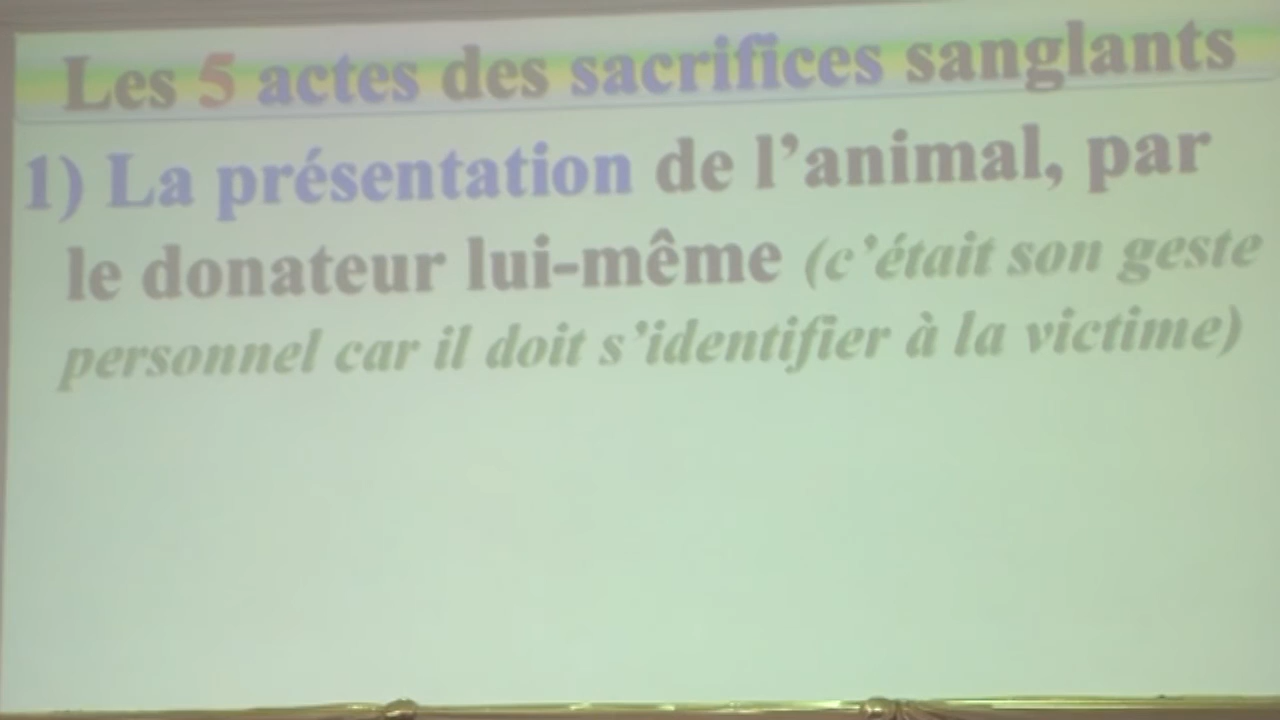 Les 5 actes des sacrifices sanglants
1) La présentation de l’animal, par
le donateur lui-même (c’était son geste
personnel car il doit s’identifier à la victime)